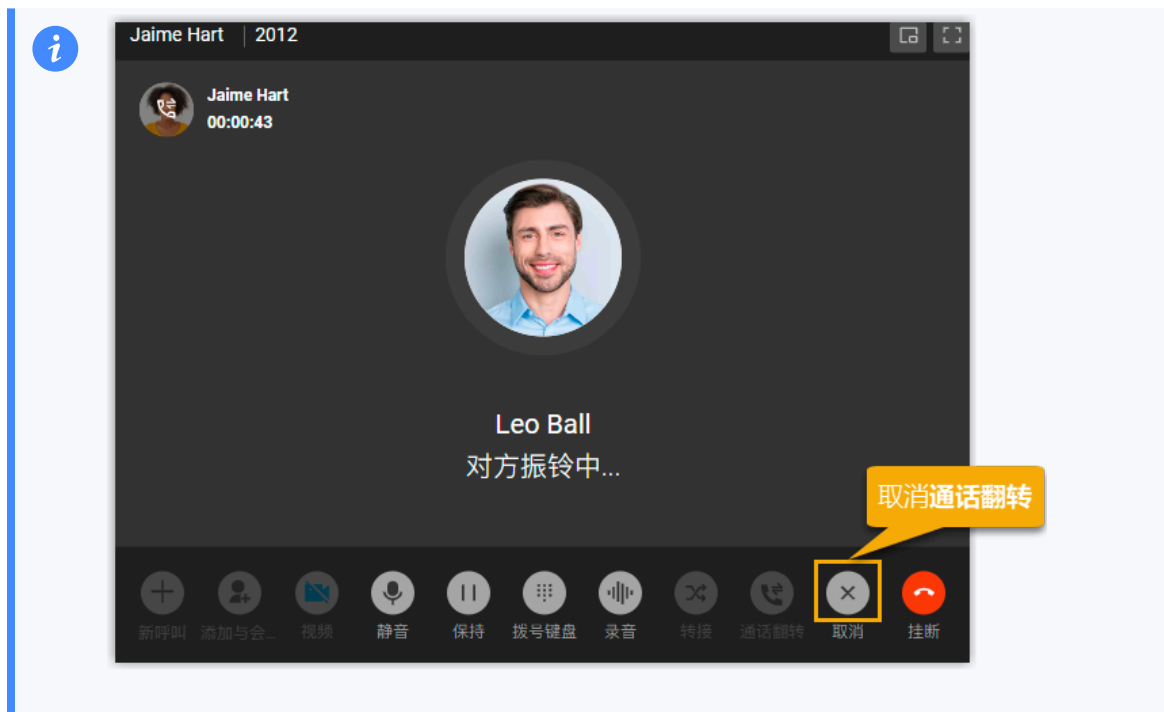 Jaime Hart | 2012
Jaime Hart
00:00:43
Leo Ball
对方振铃中...
取消通话翻转
新呼叫 添加与会... 视频 静音 保持 拨号键盘 录音 转接 通话翻转 取消 挂断